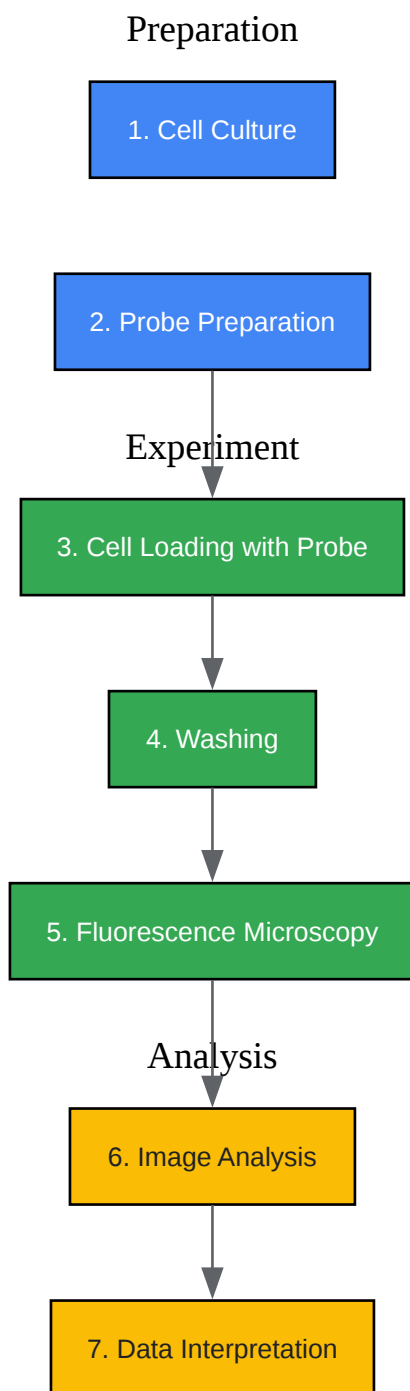 Preparation
1. Cell Culture
2. Probe Preparation
Experiment
3. Cell Loading with Probe
4. Washing
5. Fluorescence Microscopy
Analysis
6. Image Analysis
7. Data Interpretation